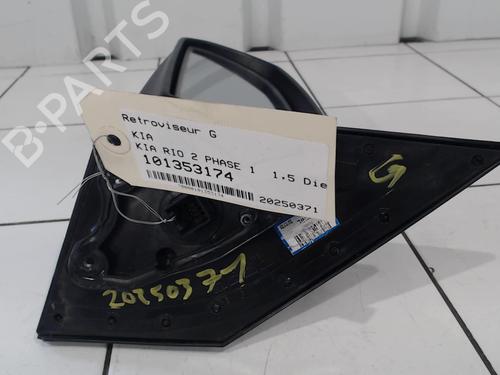 B-Parts
Retroviseur G
KIA
KIA RIO 2 PHASE 1 1.5 Die
101353174
20250371
G
20250371